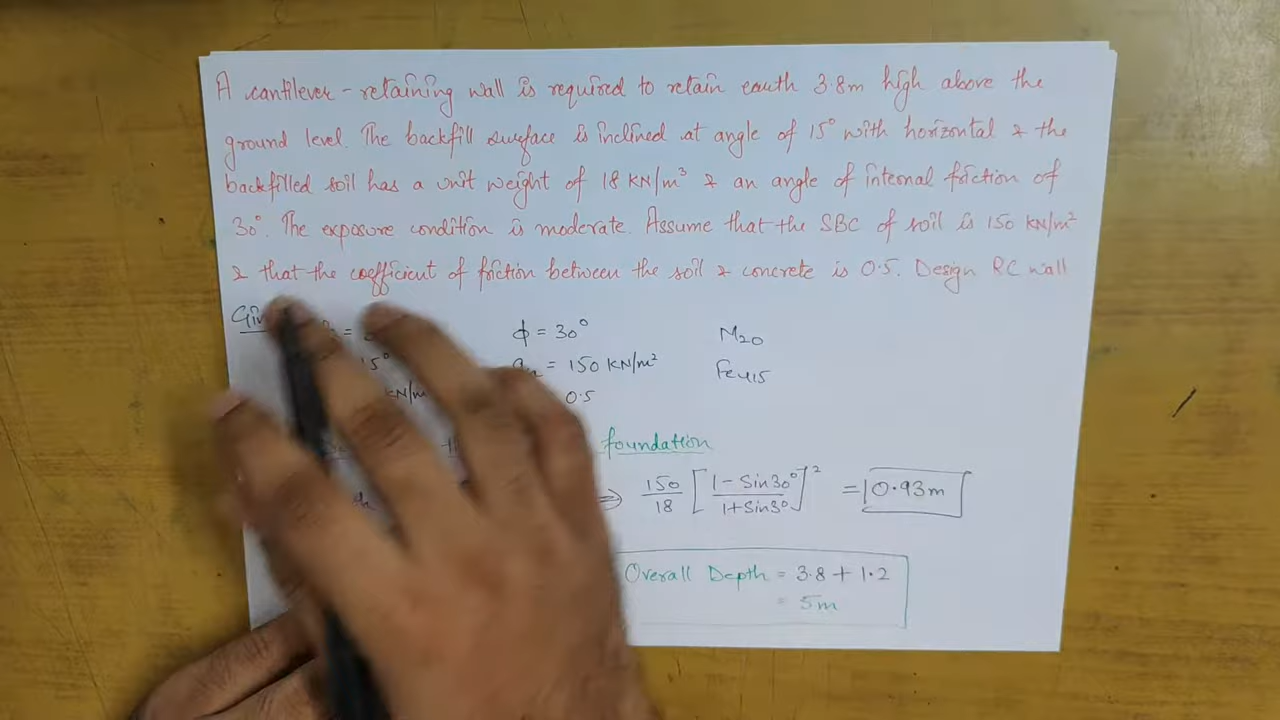 A cantilever - retaining wall is required to retain earth 3.8m high above the
ground level. The backfill surface is inclined at angle of 15° with horizontal & the
backfilled soil has a unit weight of 18 KN/m³ & an angle of internal friction of
30°. The exposure condition is moderate. Assume that the SBC of soil is 150 KN/m²
& that the coefficient of friction between the soil & concrete is 0.5. Design RC wall
ϕ = 30° M20
15° = 150 KN/m² Fe415
KN/m 0.5
foundation
⇒ 150/18 [1 - Sin30°/1 + Sin30]² = 0.93m
Overall Depth = 3.8 + 1.2
= 5m